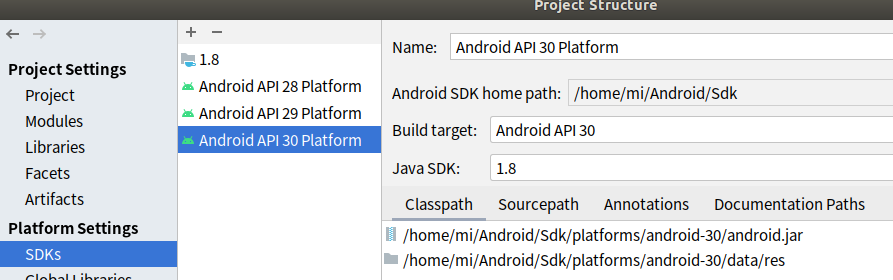 Project Structure
Project Settings
Project
Modules
Libraries
Facets
Artifacts
Platform Settings
SDKs
Global Libraries
1.8
Android API 28 Platform
Android API 29 Platform
Android API 30 Platform
Name: Android API 30 Platform
Android SDK home path: /home/mi/Android/Sdk
Build target: Android API 30
Java SDK: 1.8
Classpath Sourcepath Annotations Documentation Paths
/home/mi/Android/Sdk/platforms/android-30/android.jar
/home/mi/Android/Sdk/platforms/android-30/data/res